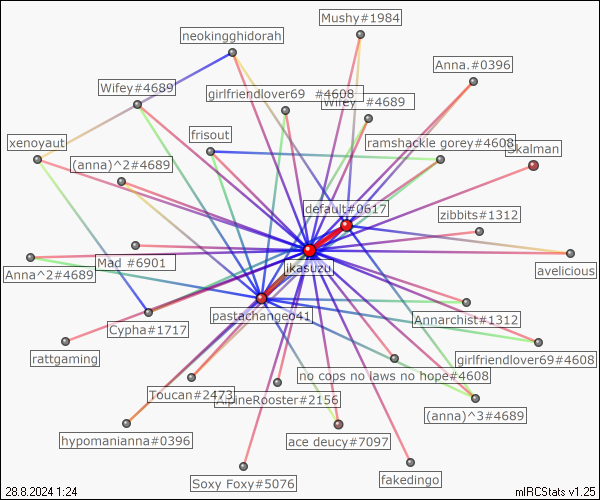 Mushy#1984
neokingghidorah
Anna.#0396
Wifey#4689
girlfriendlover69 #4608
Wifey #4689
frisout
ramshackle gorey#4608
xenoyaut
Skalman
(anna)^2#4689
default#0617
zibbits#1312
Mad #6901
jkasuzu
avelicious
Anna^2#4689
pastachangeo41
Annarchist#1312
Cypha#1717
rattgaming
girlfriendlover69#4608
no cops no laws no hope#4608
Toucan#2473
AlpineRooster#2156
(anna)^3#4689
hypomanianna#0396
ace deucy#7097
Soxy Foxy#5076
fakedingo
28.8.2024 1:24
mIRCStats v1.25